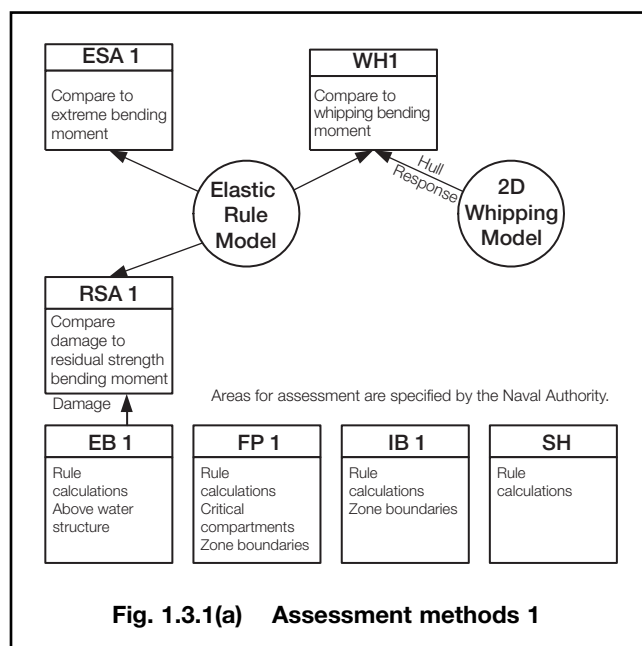 ESA 1
Compare to
extreme bending
moment
WH1
Compare to
whipping bending
moment
Hull
Response
Elastic
Rule
Model
2D
Whipping
Model
RSA 1
Compare
damage to
residual strength
bending moment
Damage
Areas for assessment are specified by the Naval Authority.
EB 1
Rule
calculations
Above water
structure
FP 1
Rule
calculations
Critical
compartments
Zone boundaries
IB 1
Rule
calculations
Zone boundaries
SH
Rule
calculations
Fig. 1.3.1(a) Assessment methods 1